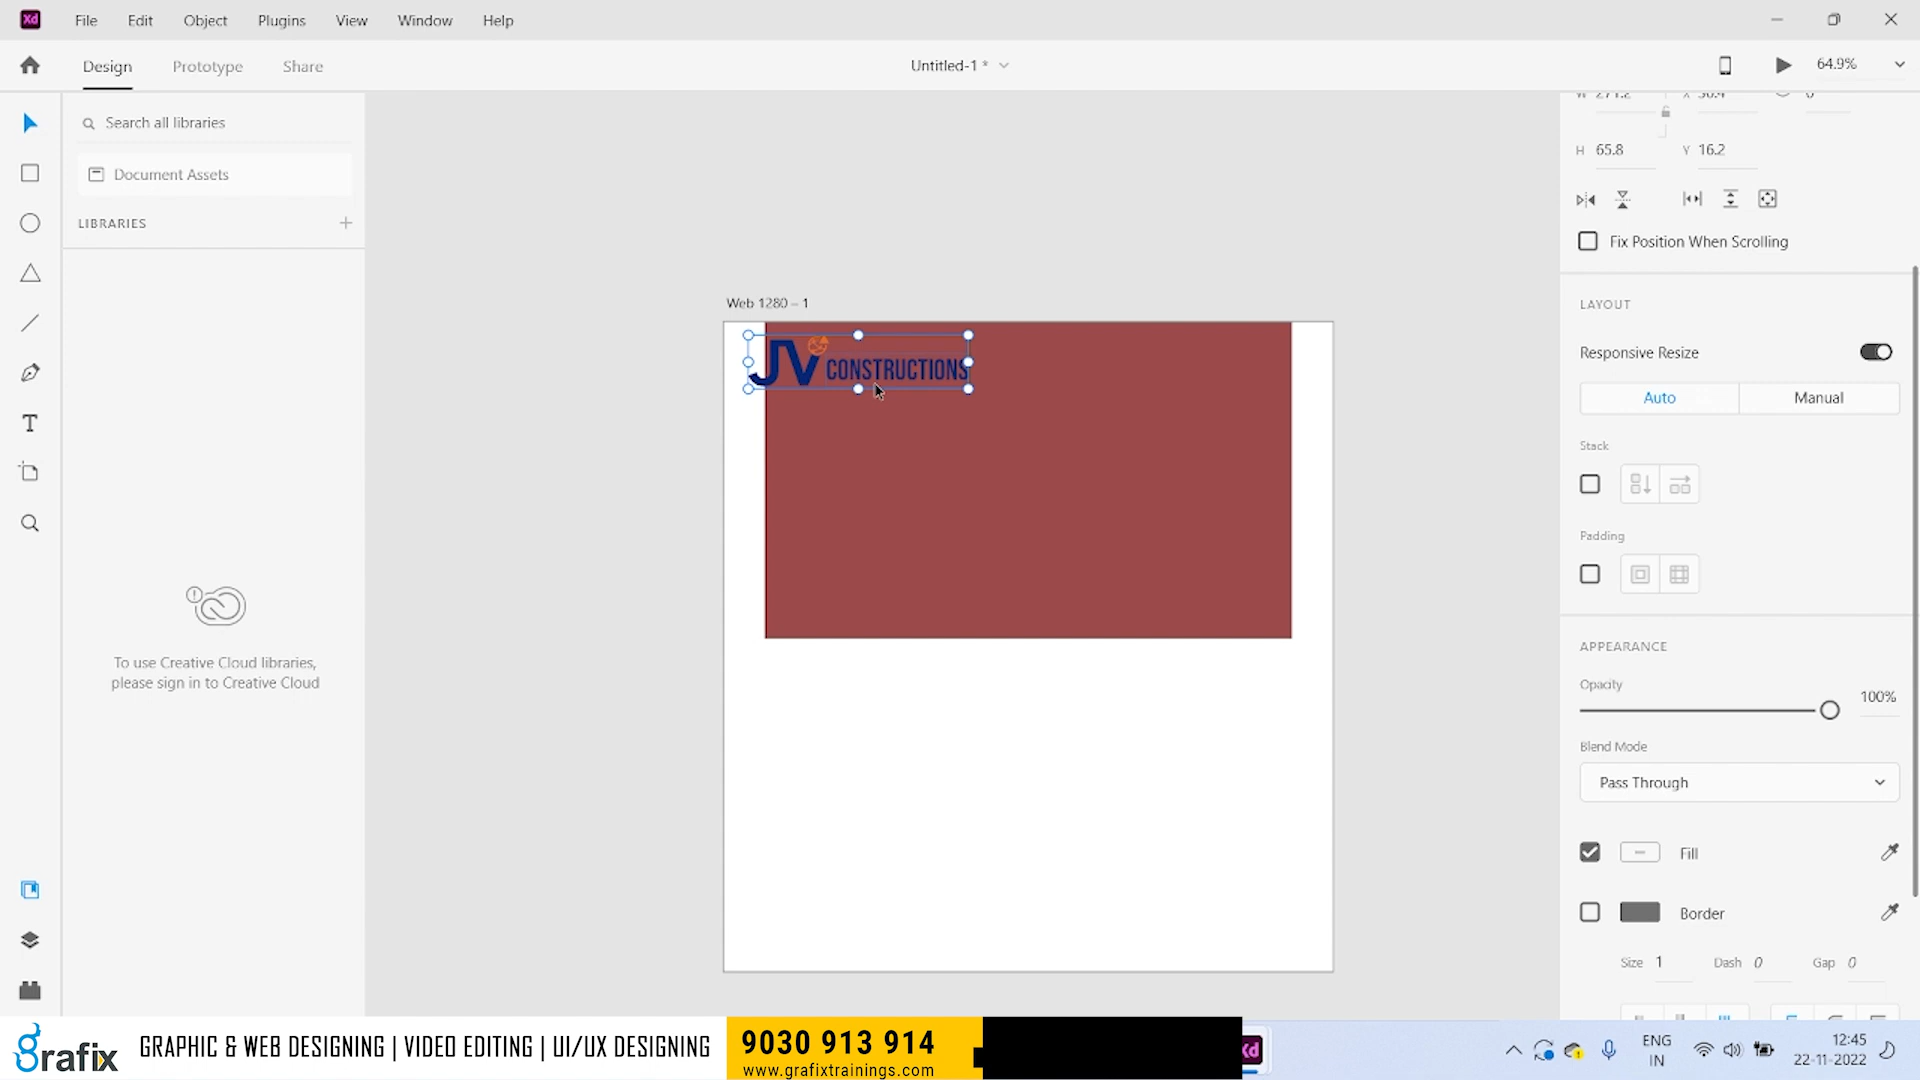 Xd File Edit Object Plugins View Window Help
Design Prototype Share Untitled-1 * 64.9%
W 271.2 X 30.4 0
Search all libraries
H 65.8 Y 16.2
Document Assets
LIBRARIES +
Fix Position When Scrolling
Web 1280 – 1
LAYOUT
JV CONSTRUCTIONS
Responsive Resize
Auto Manual
Stack
Padding
To use Creative Cloud libraries,
please sign in to Creative Cloud
APPEARANCE
Opacity
100%
Blend Mode
Pass Through
Fill
Border
Size 1 Dash 0 Gap 0
grafix GRAPHIC & WEB DESIGNING | VIDEO EDITING | UI/UX DESIGNING
9030 913 914
www.grafixtrainings.com
Xd
ENG
IN
12:45
22-11-2022